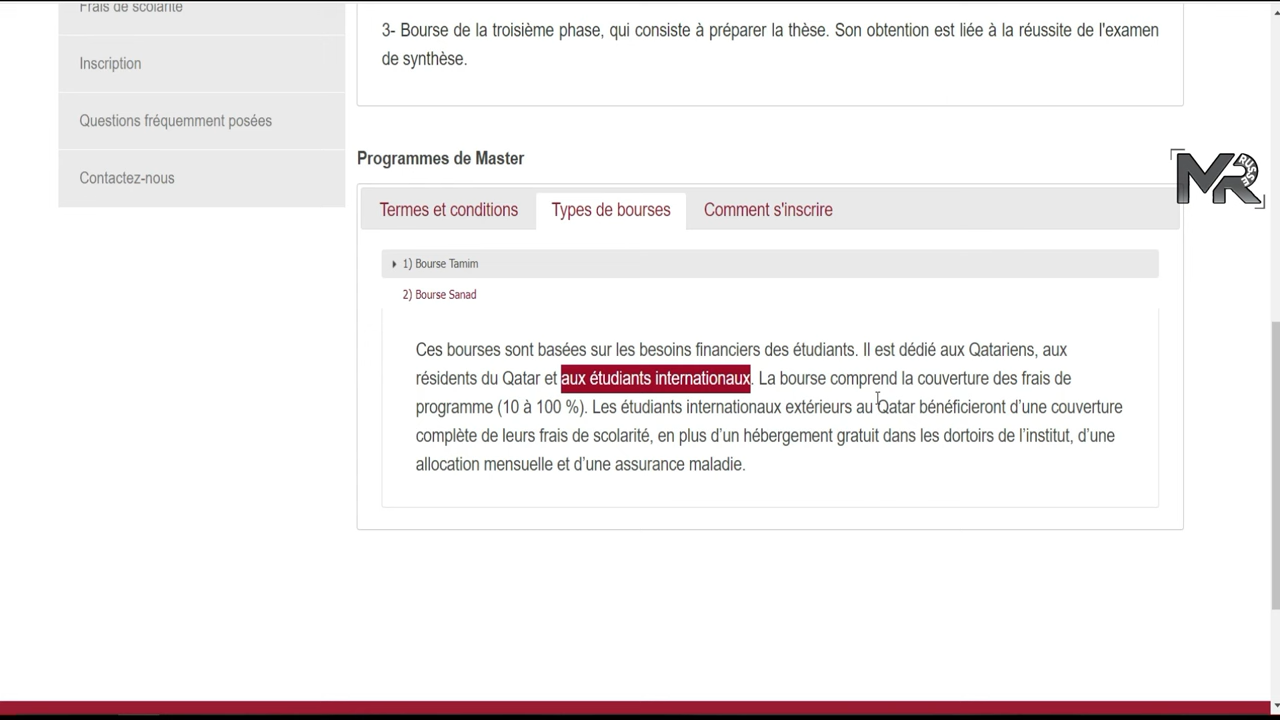 Frais de scolarité
Inscription
Questions fréquemment posées
Contactez-nous
3- Bourse de la troisième phase, qui consiste à préparer la thèse. Son obtention est liée à la réussite de l'examen
de synthèse.
Programmes de Master
MR
RUSSE
Termes et conditions Types de bourses Comment s'inscrire
1) Bourse Tamim
2) Bourse Sanad
Ces bourses sont basées sur les besoins financiers des étudiants. Il est dédié aux Qatariens, aux
résidents du Qatar et aux étudiants internationaux. La bourse comprend la couverture des frais de
programme (10 à 100 %). Les étudiants internationaux extérieurs au Qatar bénéficieront d’une couverture
complète de leurs frais de scolarité, en plus d’un hébergement gratuit dans les dortoirs de l’institut, d’une
allocation mensuelle et d’une assurance maladie.